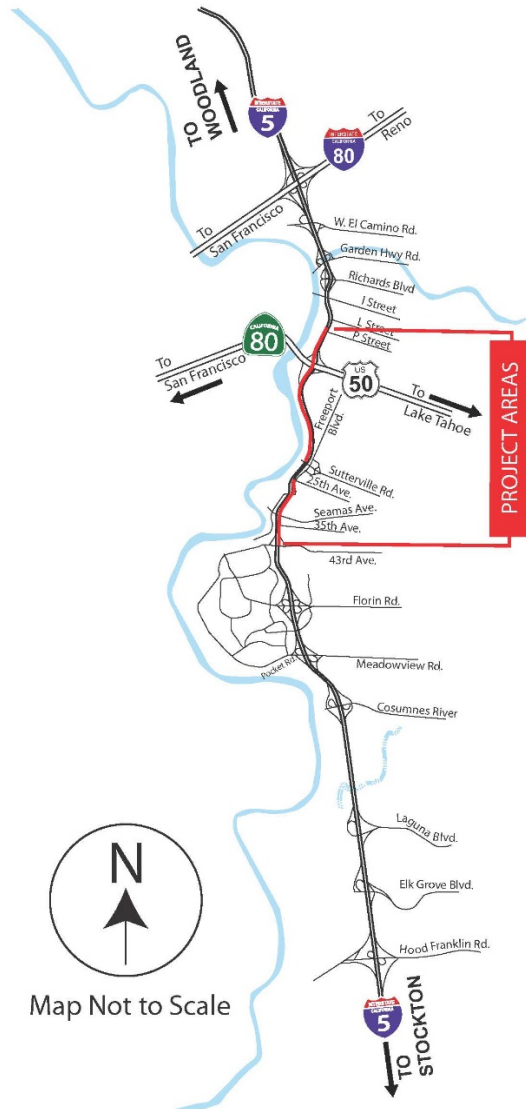 TO
WOODLAND
INTERSTATE
CALIFORNIA
5
INTERSTATE
CALIFORNIA
80
To
Reno
To
San Francisco
W. El Camino Rd.
Garden Hwy Rd.
Richards Blvd
I Street
L Street
P Street
CALIFORNIA
80
To
San Francisco
US
50
To
Lake Tahoe
PROJECT AREAS
Freeport
Blvd.
Sutterville Rd.
25th Ave.
Seamas Ave.
35th Ave.
43rd Ave.
Florin Rd.
Pocket Rd.
Meadowview Rd.
Cosumnes River
Laguna Blvd.
Elk Grove Blvd.
Hood Franklin Rd.
N
Map Not to Scale
INTERSTATE
CALIFORNIA
5
TO
STOCKTON